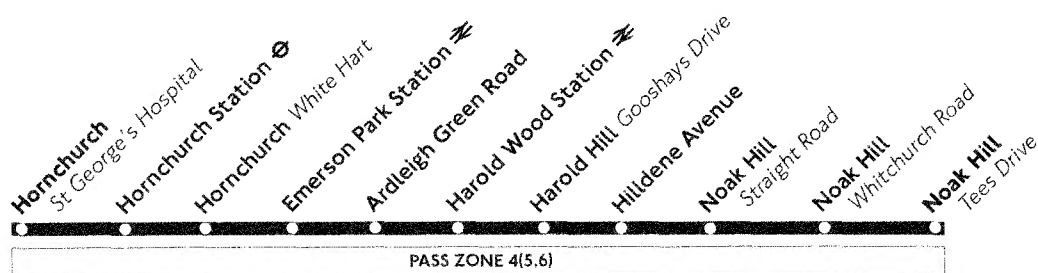 Hornchurch
St George's Hospital
Hornchurch Station
Hornchurch White Hart
Emerson Park Station
Ardleigh Green Road
Harold Wood Station
Harold Hill Gooshays Drive
Hilldene Avenue
Noak Hill
Straight Road
Noak Hill
Whitchurch Road
Noak Hill
Tees Drive
PASS ZONE 4(5,6)